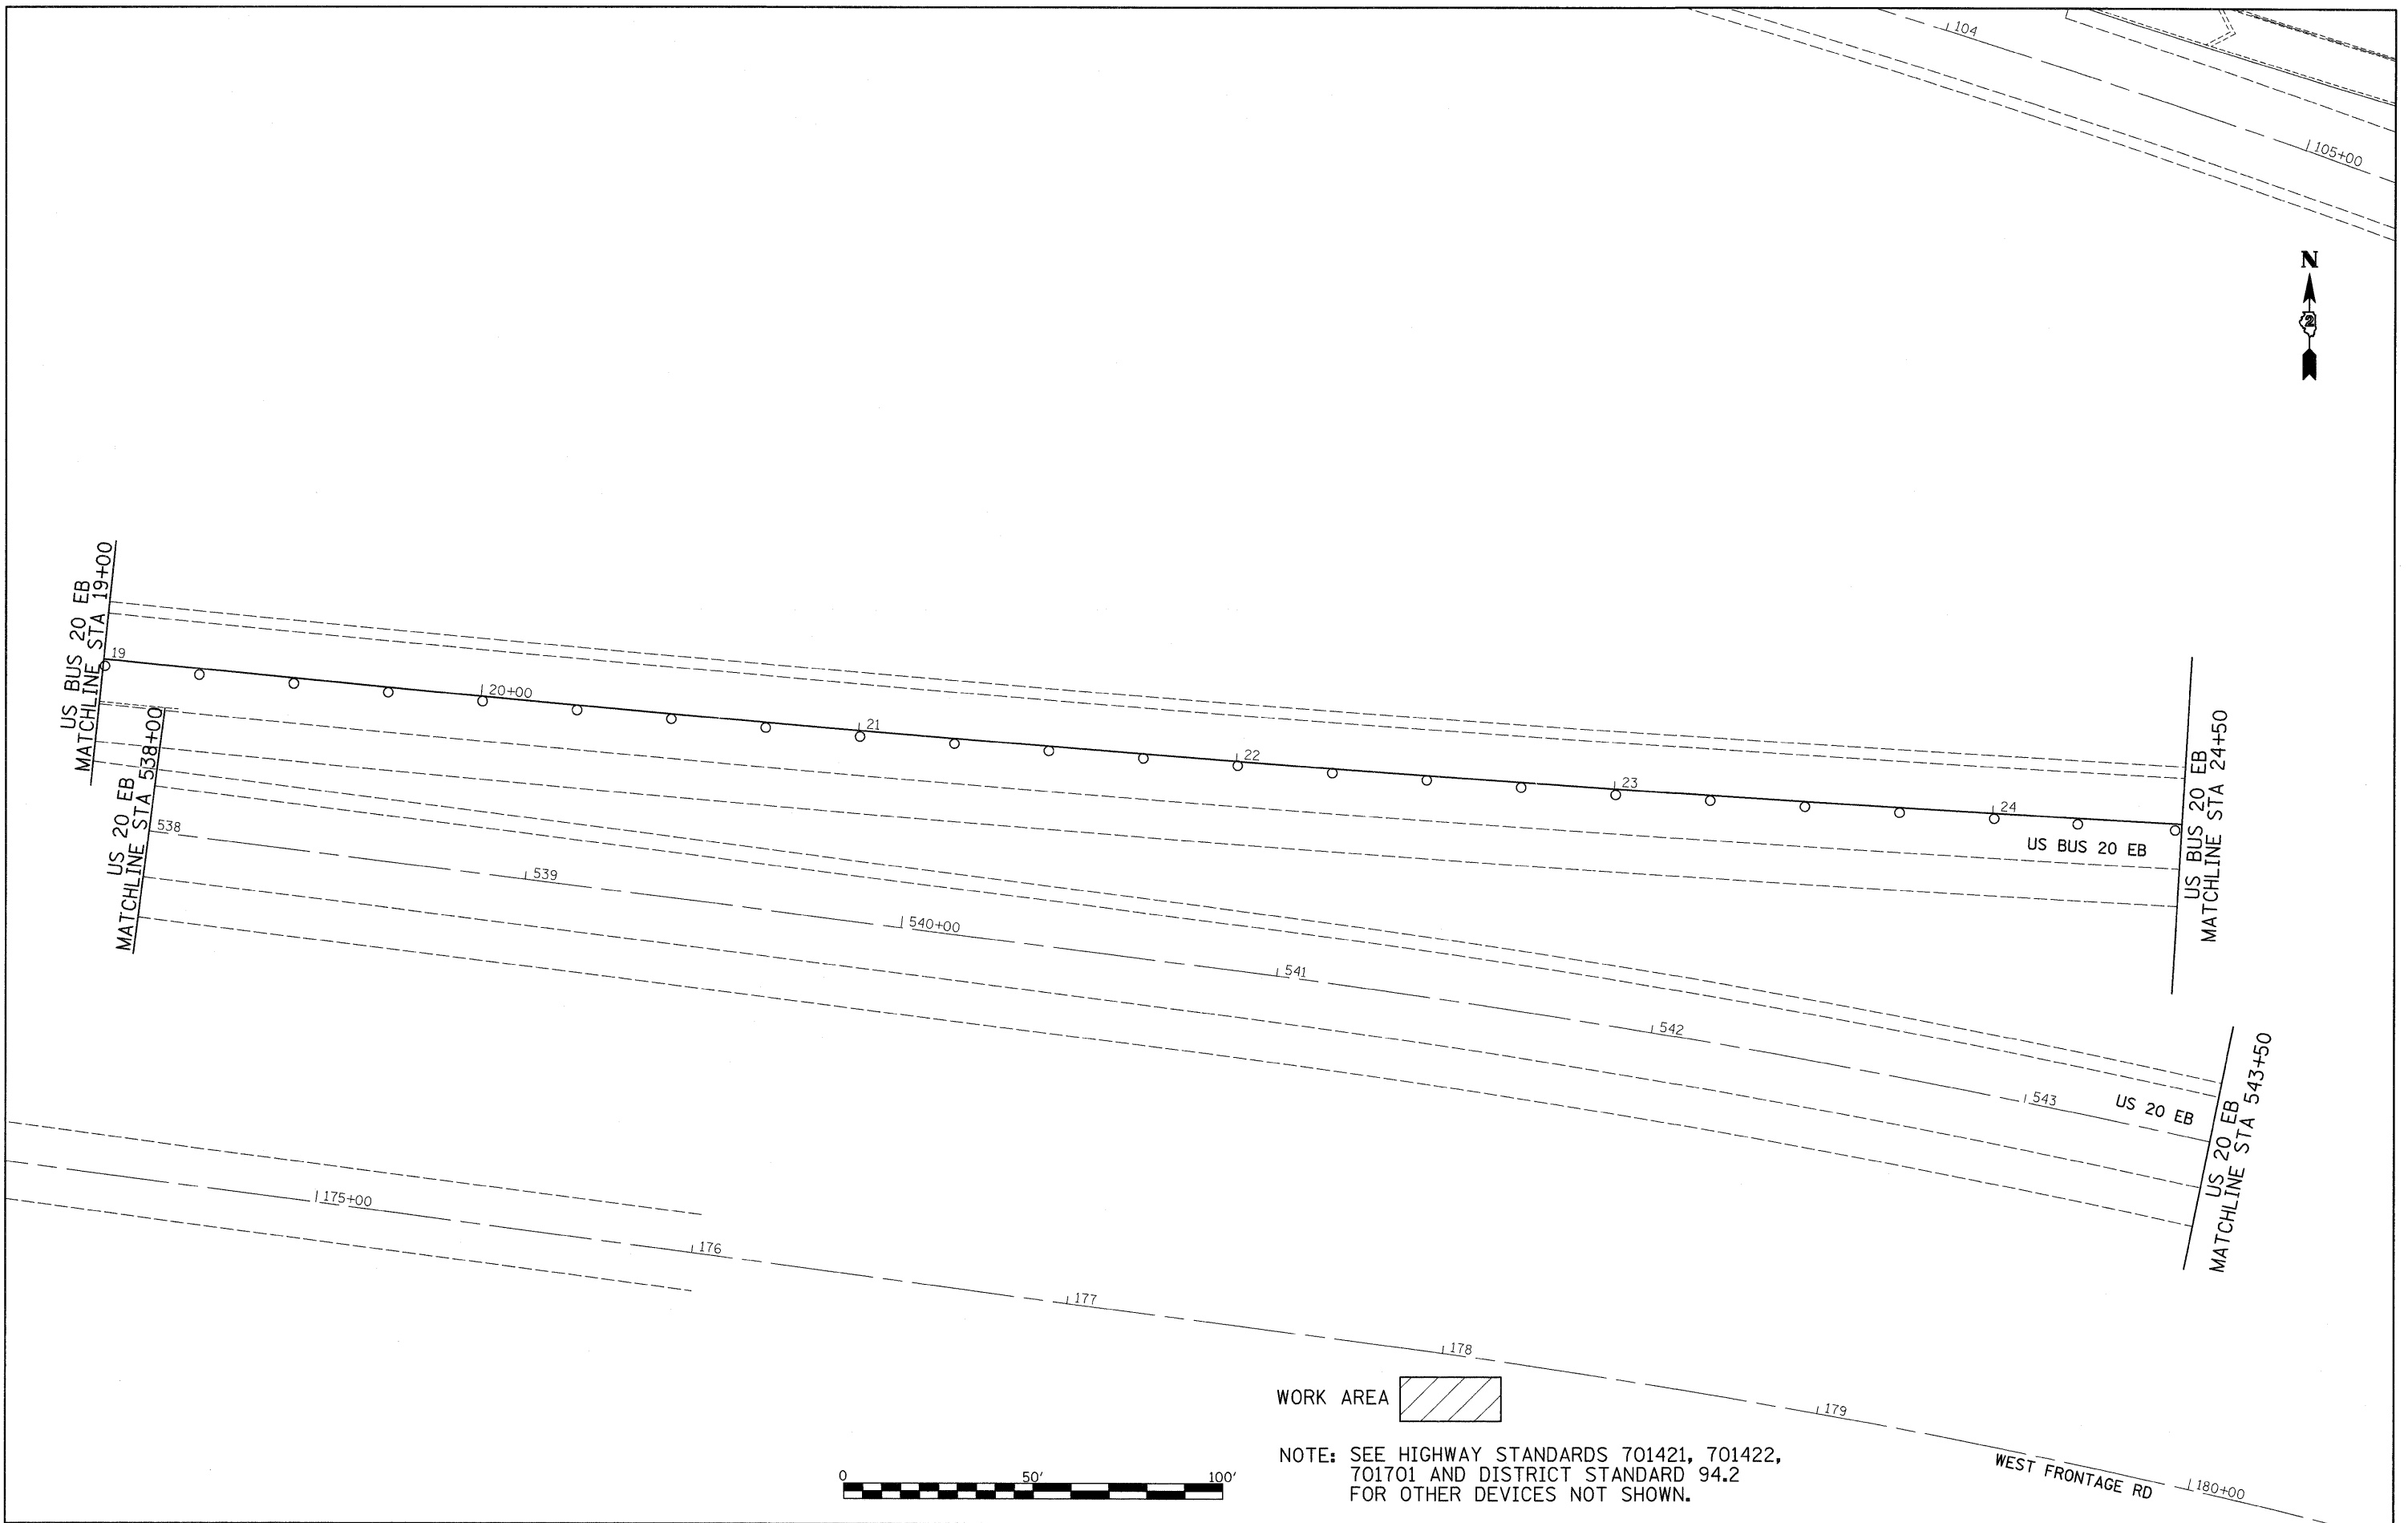 104
105+00
N
2
US BUS 20 EB
MATCHLINE STA 19+00
19
20+00
21
22
23
24
US BUS 20 EB
US BUS 20 EB
MATCHLINE STA 24+50
US 20 EB
MATCHLINE STA 538+00
538
539
540+00
541
542
543
US 20 EB
US 20 EB
MATCHLINE STA 543+50
175+00
176
177
178
179
180+00
WEST FRONTAGE RD
WORK AREA
NOTE: SEE HIGHWAY STANDARDS 701421, 701422,
701701 AND DISTRICT STANDARD 94.2
FOR OTHER DEVICES NOT SHOWN.
0 50' 100'